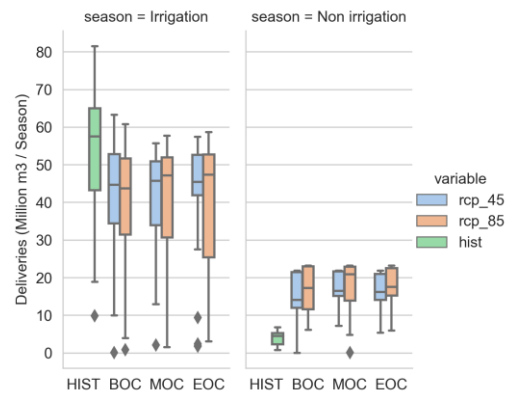 season = Irrigation
season = Non irrigation
Deliveries (Million m3 / Season)
80
70
60
50
40
30
20
10
0
HIST BOC MOC EOC
HIST BOC MOC EOC
variable
rcp_45
rcp_85
hist